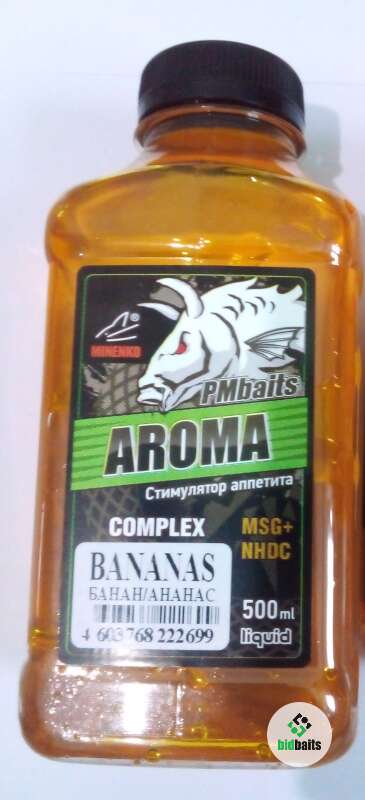 ®
MINENKO
PMbaits
AROMA
Стимулятор аппетита
COMPLEX
MSG+
NHDC
BANANAS
БАНАН/АНАНАС
4 603768 222699
500 ml
liquid
bidbaits